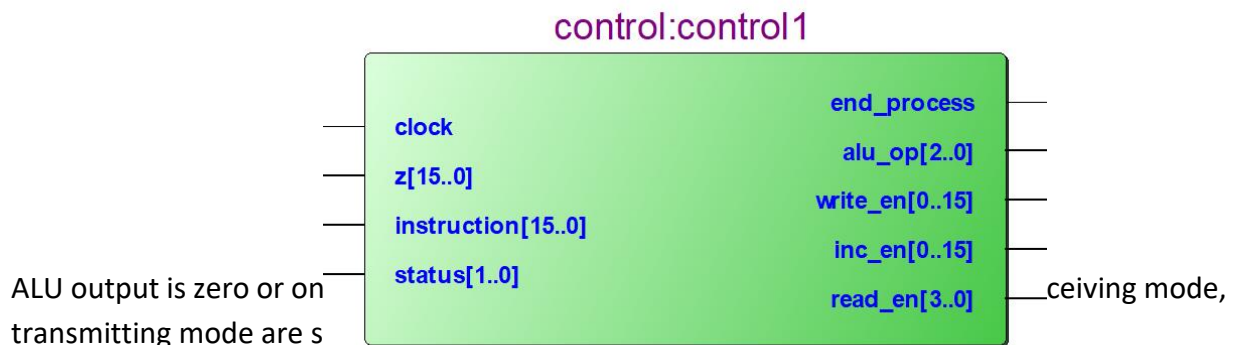 control:control1
clock
z[15..0]
instruction[15..0]
status[1..0]
end_process
alu_op[2..0]
write_en[0..15]
inc_en[0..15]
read_en[3..0]
ALU output is zero or on
ceiving mode,
transmitting mode are s